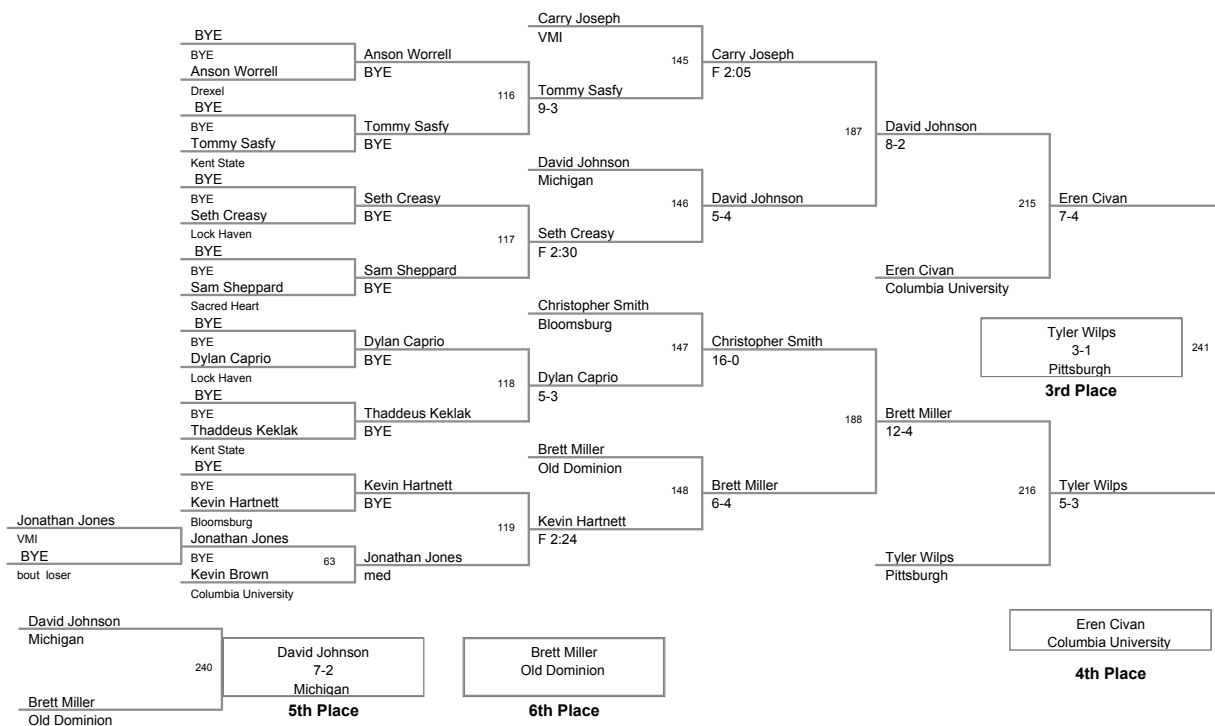 Carry Joseph
VMI
BYE
BYE
Anson Worrell
Drexel
Anson Worrell
BYE
145
Carry Joseph
F 2:05
116
Tommy Sasfy
9-3
BYE
BYE
Tommy Sasfy
Kent State
Tommy Sasfy
BYE
187
David Johnson
8-2
David Johnson
Michigan
BYE
BYE
Seth Creasy
Lock Haven
Seth Creasy
BYE
146
David Johnson
5-4
215
Eren Civan
7-4
117
Seth Creasy
F 2:30
BYE
BYE
Sam Sheppard
Sacred Heart
Sam Sheppard
BYE
Eren Civan
Columbia University
Christopher Smith
Bloomsburg
BYE
BYE
Dylan Caprio
Lock Haven
Dylan Caprio
BYE
147
Christopher Smith
16-0
Tyler Wilps
3-1
Pittsburgh
241
3rd Place
118
Dylan Caprio
5-3
BYE
BYE
Thaddeus Keklak
Kent State
Thaddeus Keklak
BYE
188
Brett Miller
12-4
Brett Miller
Old Dominion
BYE
BYE
Kevin Hartnett
Bloomsburg
Kevin Hartnett
BYE
148
Brett Miller
6-4
216
Tyler Wilps
5-3
Jonathan Jones
VMI
BYE
bout loser
119
Kevin Hartnett
F 2:24
Jonathan Jones
BYE
Kevin Brown
Columbia University
63
Jonathan Jones
med
Tyler Wilps
Pittsburgh
David Johnson
Michigan
240
Brett Miller
Old Dominion
David Johnson
7-2
Michigan
5th Place
Brett Miller
Old Dominion
6th Place
Eren Civan
Columbia University
4th Place